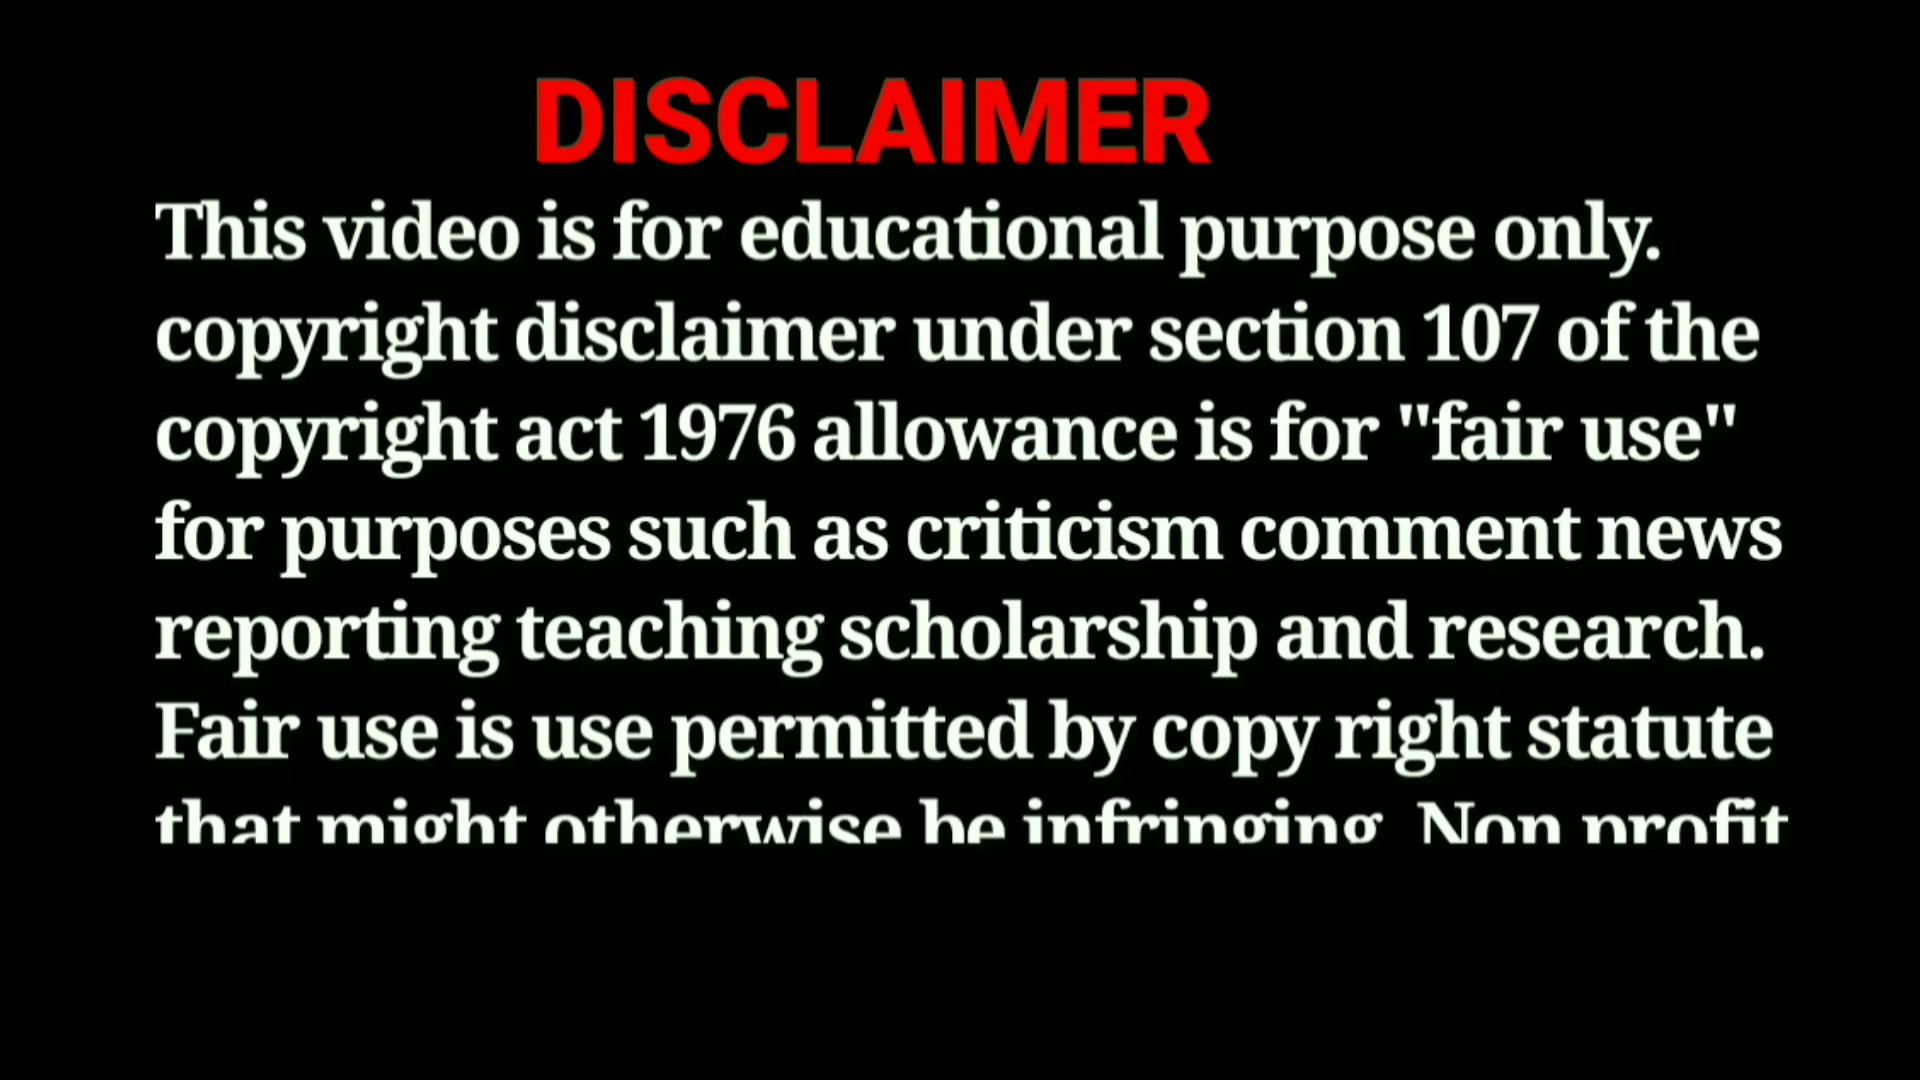 DISCLAIMER
This video is for educational purpose only.
copyright disclaimer under section 107 of the
copyright act 1976 allowance is for "fair use"
for purposes such as criticism comment news
reporting teaching scholarship and research.
Fair use is use permitted by copy right statute
that might otherwise be infringing. Non profit